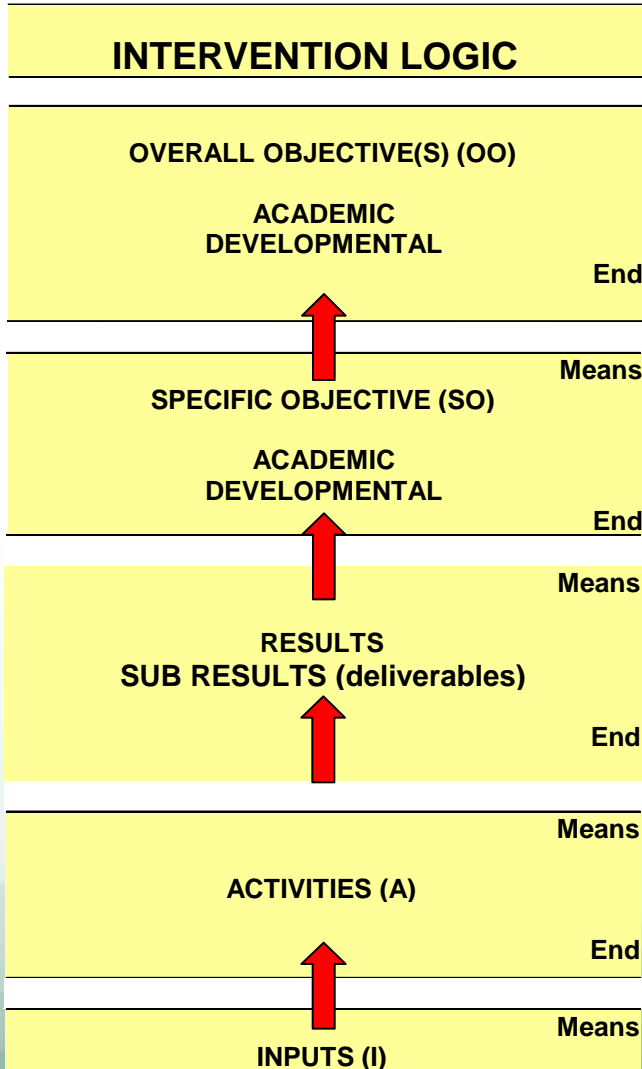 INTERVENTION LOGIC
OVERALL OBJECTIVE(S) (OO)
ACADEMIC
DEVELOPMENTAL
End
Means
SPECIFIC OBJECTIVE (SO)
ACADEMIC
DEVELOPMENTAL
End
Means
RESULTS
SUB RESULTS (deliverables)
End
Means
ACTIVITIES (A)
End
Means
INPUTS (I)